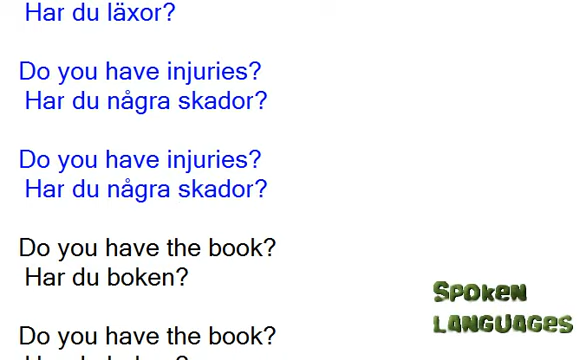 Har du läxor?
Do you have injuries?
Har du några skador?
Do you have injuries?
Har du några skador?
Do you have the book?
Har du boken?
Do you have the book?
SPOKEN
LANGUAGES